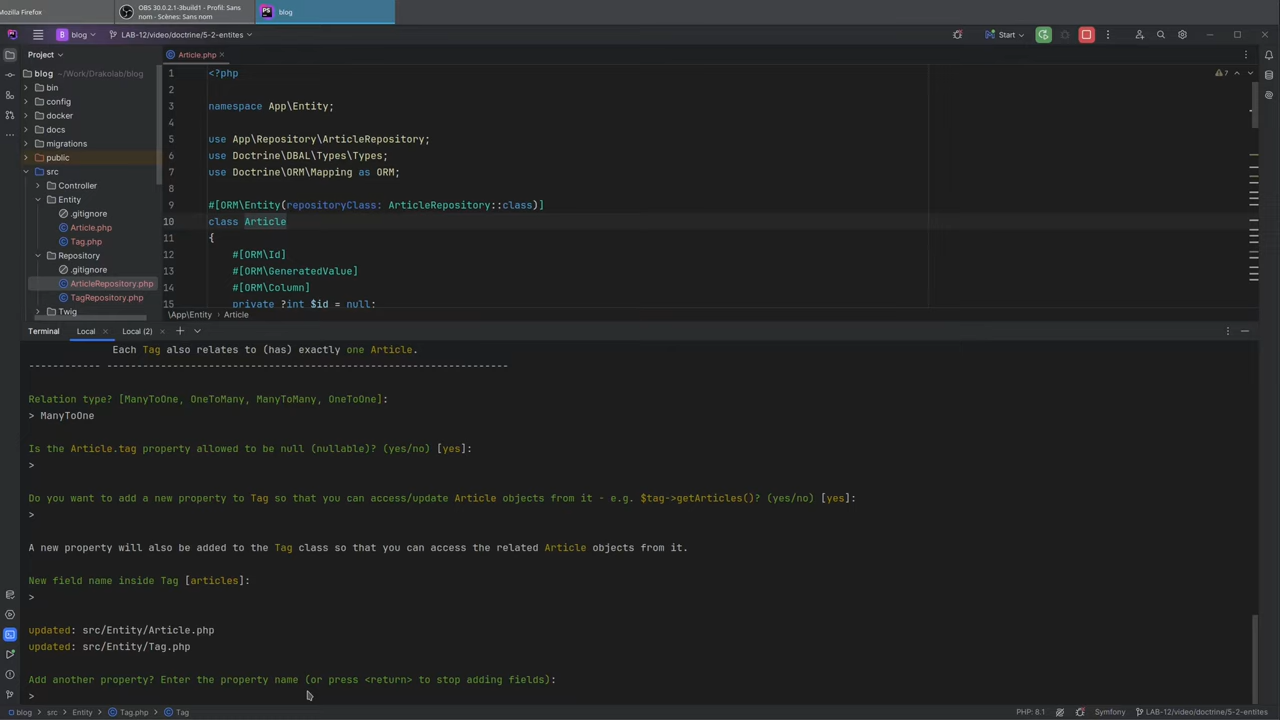 Mozilla Firefox
OBS 30.0.2.1-3build1 - Profil: Sans
nom - Scènes: Sans nom
PS blog
B blog
LAB-12/video/doctrine/5-2-entites
Start
Project
Article.php
blog ~/Work/Drakolab/blog
bin
config
docker
docs
migrations
public
src
Controller
Entity
.gitignore
Article.php
Tag.php
Repository
.gitignore
ArticleRepository.php
TagRepository.php
Twig
7
1 <?php
2
3 namespace App\Entity;
4
5 use App\Repository\ArticleRepository;
6 use Doctrine\DBAL\Types\Types;
7 use Doctrine\ORM\Mapping as ORM;
8
9 #[ORM\Entity(repositoryClass: ArticleRepository::class)]
10 class Article
11 {
12 #[ORM\Id]
13 #[ORM\GeneratedValue]
14 #[ORM\Column]
15 private ?int $id = null;
\App\Entity Article
Terminal Local Local (2)
Each Tag also relates to (has) exactly one Article.
------------ -------------------------------------------------------------------
Relation type? [ManyToOne, OneToMany, ManyToMany, OneToOne]:
> ManyToOne
Is the Article.tag property allowed to be null (nullable)? (yes/no) [yes]:
>
Do you want to add a new property to Tag so that you can access/update Article objects from it - e.g. $tag->getArticles()? (yes/no) [yes]:
>
A new property will also be added to the Tag class so that you can access the related Article objects from it.
New field name inside Tag [articles]:
>
updated: src/Entity/Article.php
updated: src/Entity/Tag.php
Add another property? Enter the property name (or press <return> to stop adding fields):
>
blog src Entity Tag.php Tag
PHP: 8.1 Symfony LAB-12/video/doctrine/5-2-entites